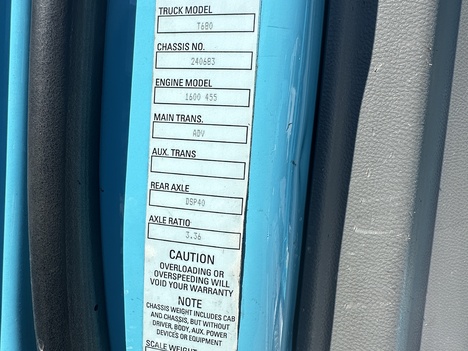 TRUCK MODEL
T680
CHASSIS NO.
240683
ENGINE MODEL
1600 455
MAIN TRANS.
ADV
AUX. TRANS
REAR AXLE
DSP40
AXLE RATIO
3.36
CAUTION
OVERLOADING OR
OVERSPEEDING WILL
VOID YOUR WARRANTY
NOTE
CHASSIS WEIGHT INCLUDES CAB
AND CHASSIS, BUT WITHOUT
DRIVER, BODY, AUX. POWER
DEVICES OR EQUIPMENT
SCALE WEIGHT